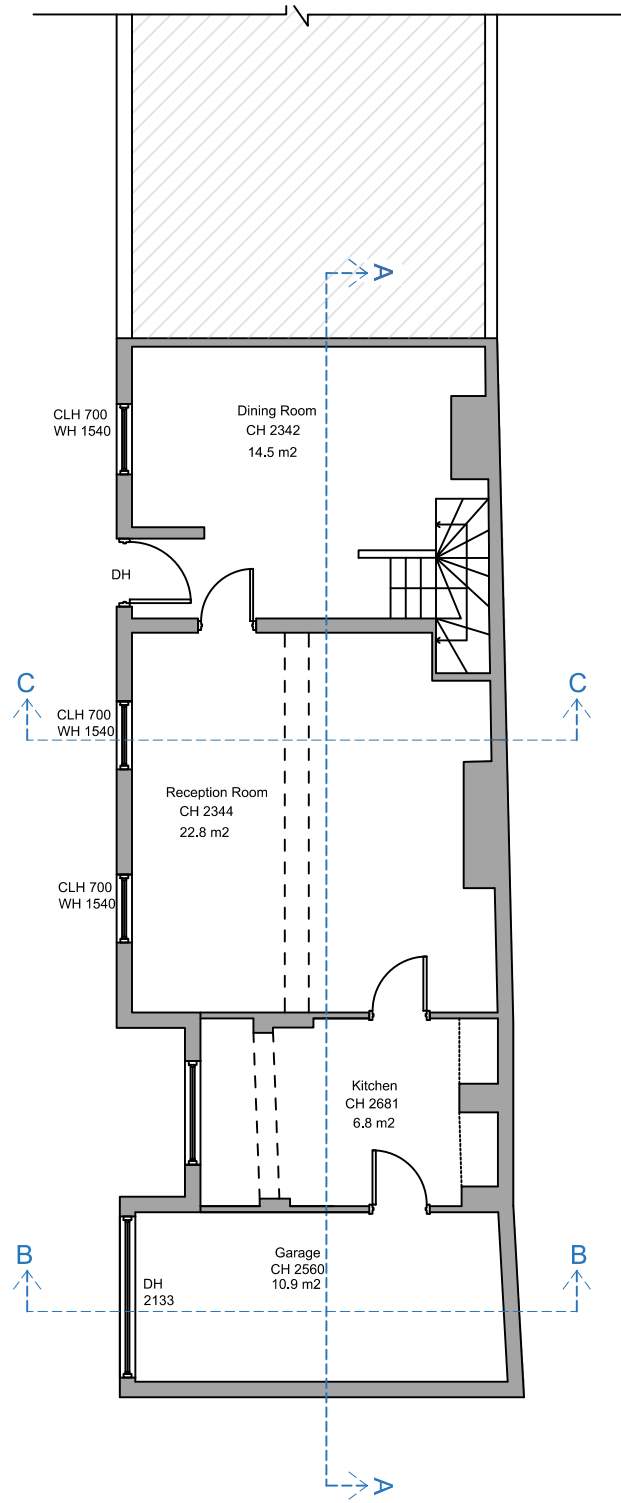 A
Dining Room
CH 2342
14.5 m2
CLH 700
WH 1540
DH
C
C
CLH 700
WH 1540
Reception Room
CH 2344
22.8 m2
CLH 700
WH 1540
Kitchen
CH 2681
6.8 m2
B
B
Garage
CH 2560
10.9 m2
DH
2133
A